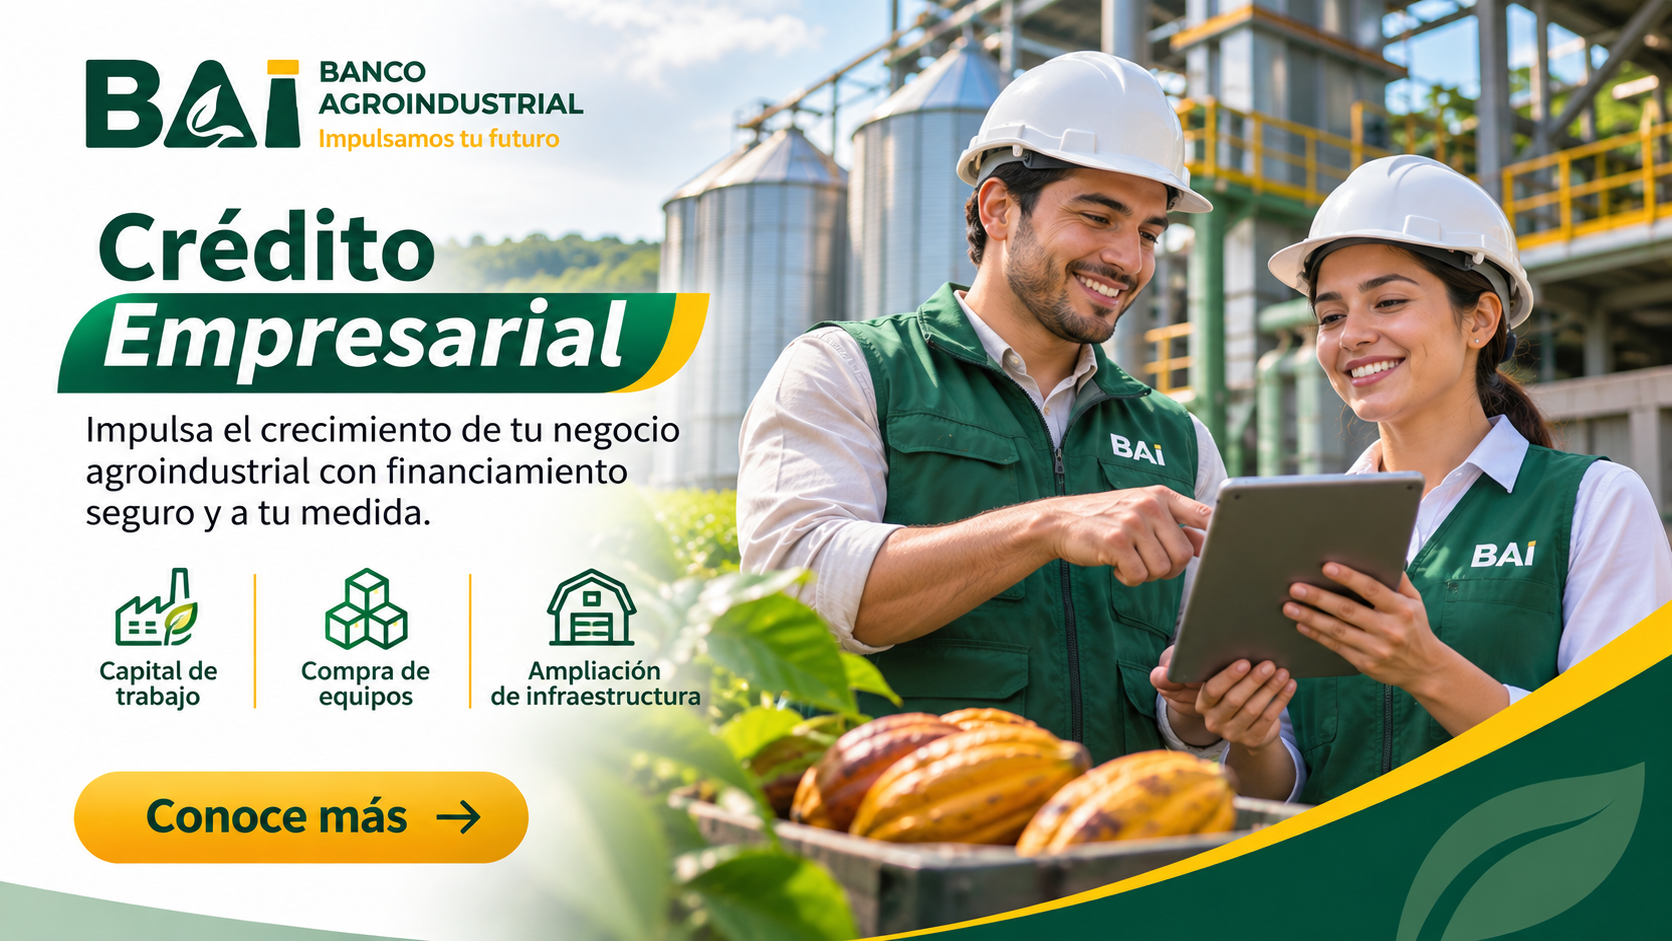 BAI
BANCO
AGROINDUSTRIAL
Impulsamos tu futuro
Crédito
Empresarial
Impulsa el crecimiento de tu negocio
agroindustrial con financiamiento
seguro y a tu medida.
Capital de
trabajo
Compra de
equipos
Ampliación
de infraestructura
Conoce más →
BAI
BAI